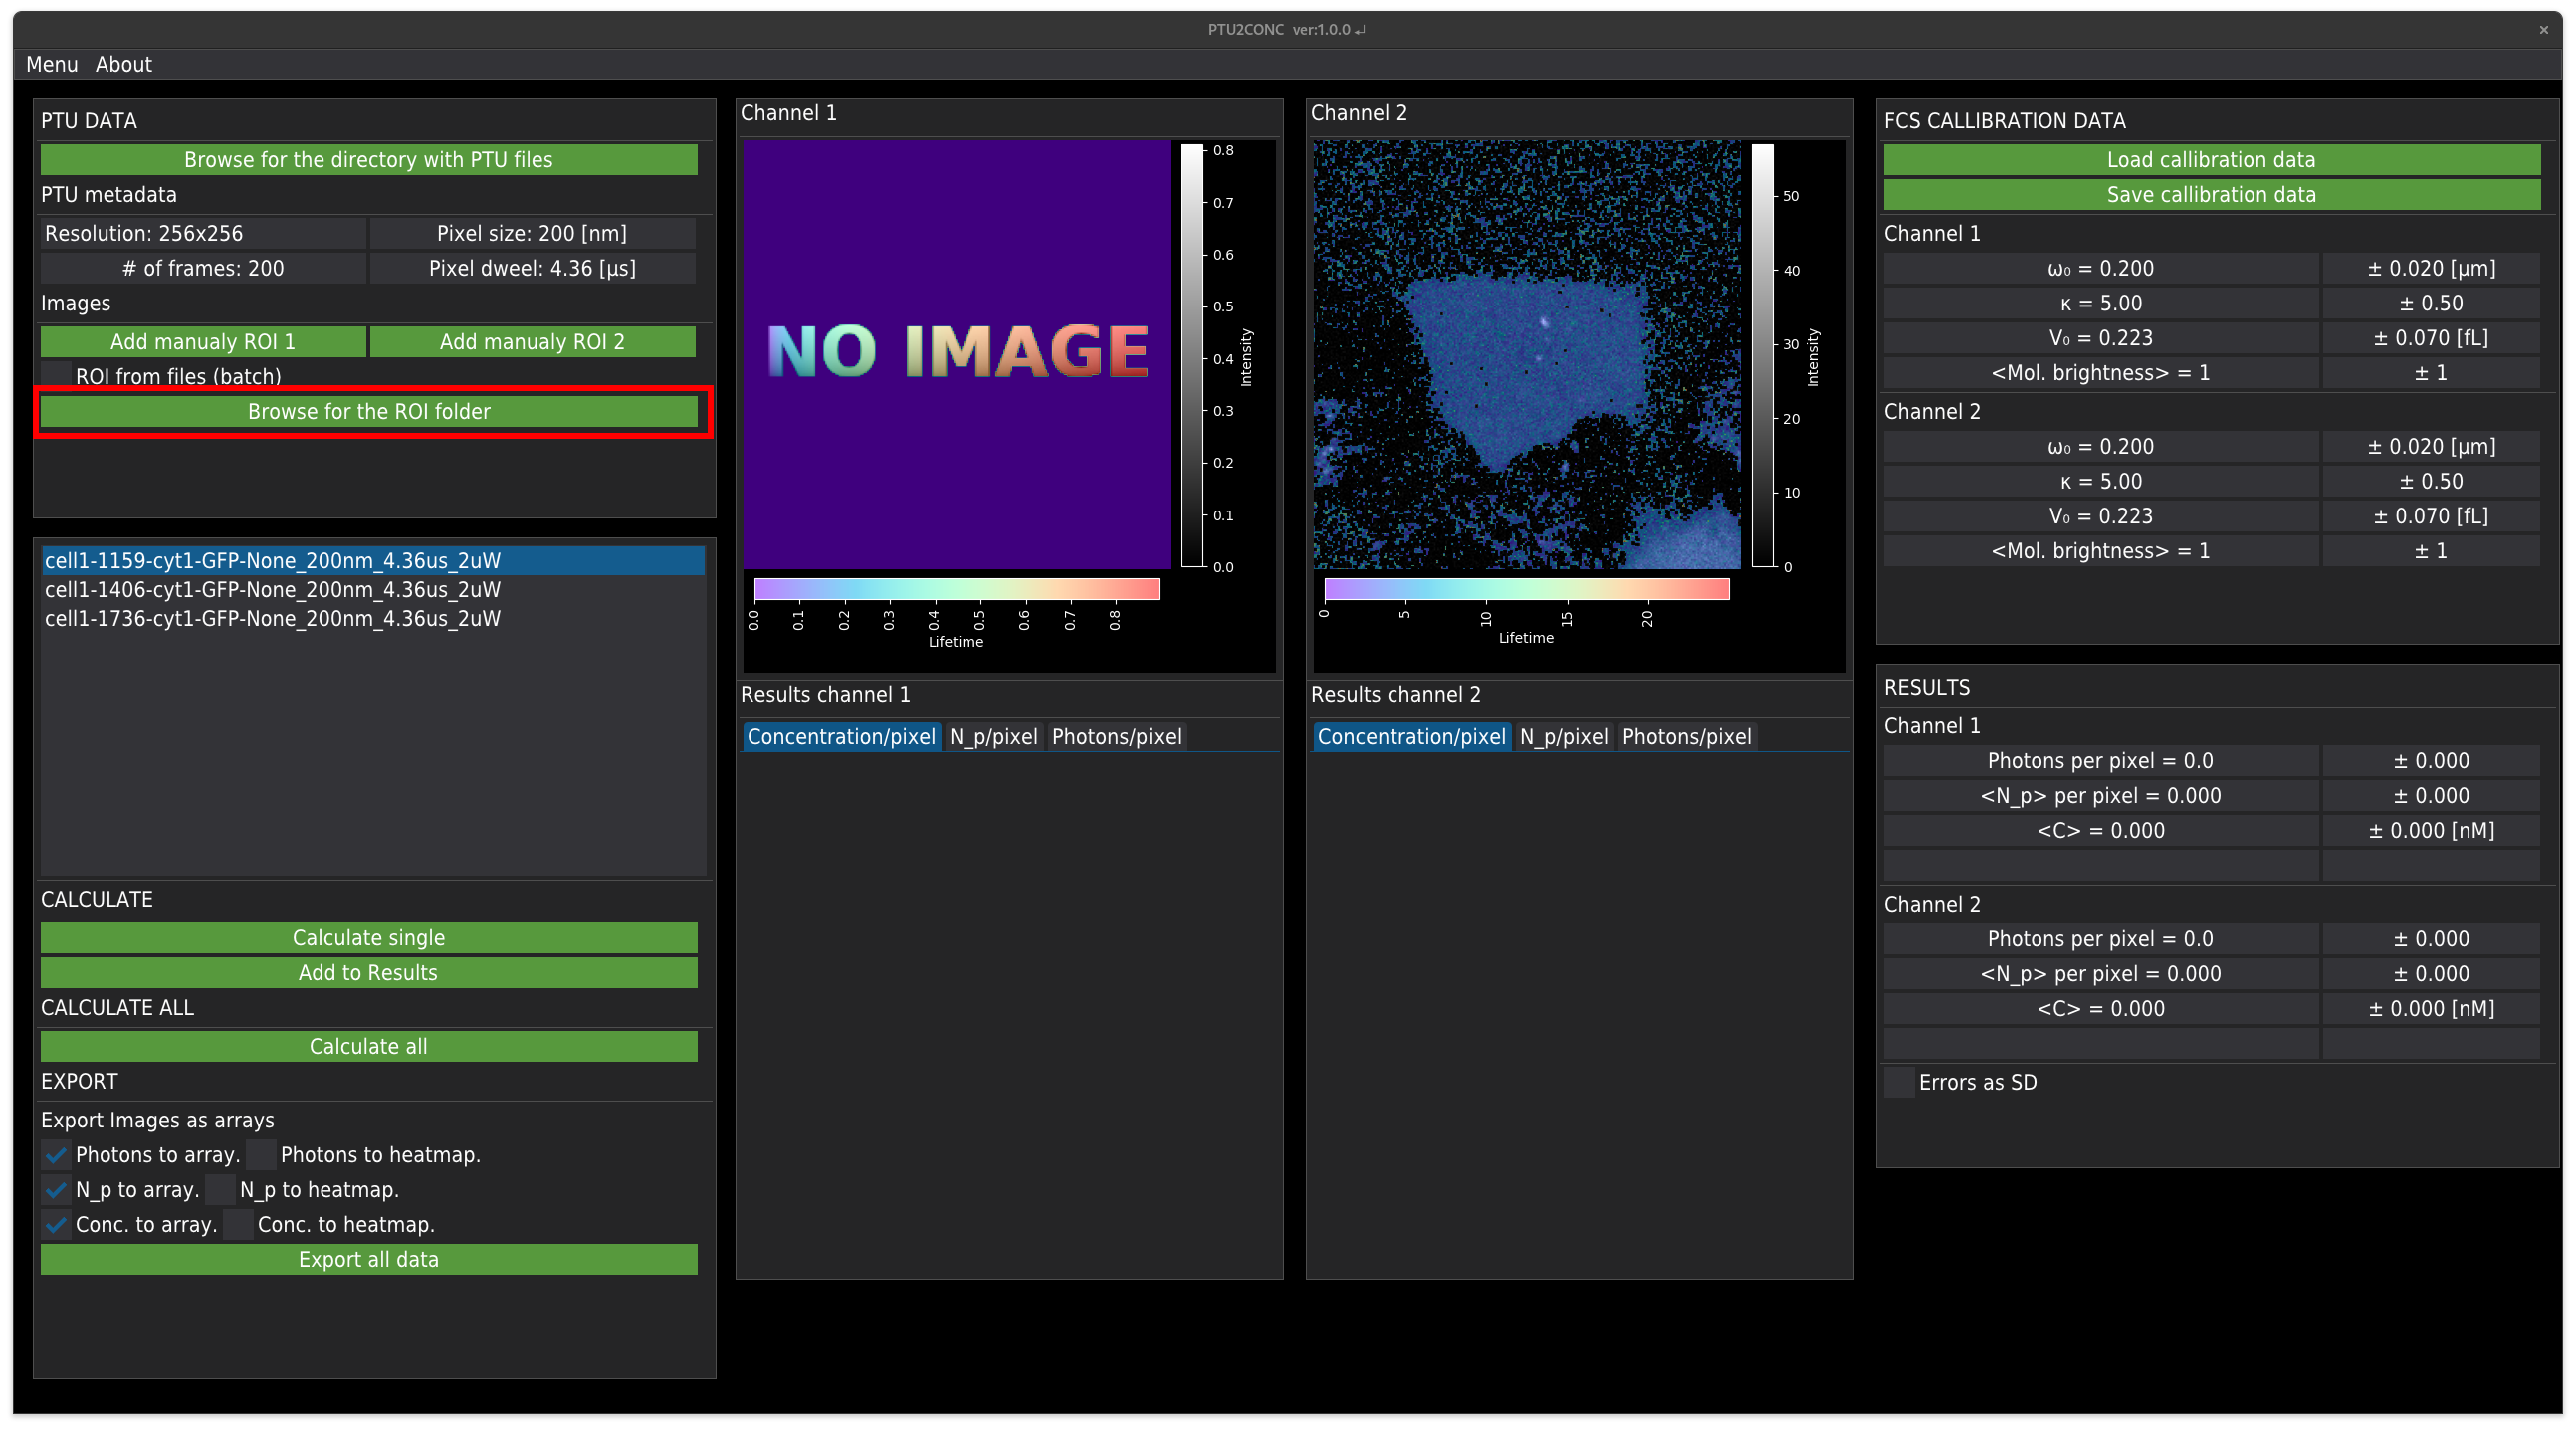 PTU2CONC ver:1.0.0 ↵
×
Menu About
PTU DATA
Browse for the directory with PTU files
PTU metadata
Resolution: 256x256 Pixel size: 200 [nm]
# of frames: 200 Pixel dweel: 4.36 [µs]
Images
Add manualy ROI 1 Add manualy ROI 2
ROI from files (batch)
Browse for the ROI folder
cell1-1159-cyt1-GFP-None_200nm_4.36us_2uW
cell1-1406-cyt1-GFP-None_200nm_4.36us_2uW
cell1-1736-cyt1-GFP-None_200nm_4.36us_2uW
CALCULATE
Calculate single
Add to Results
CALCULATE ALL
Calculate all
EXPORT
Export Images as arrays
Photons to array. Photons to heatmap.
N_p to array. N_p to heatmap.
Conc. to array. Conc. to heatmap.
Export all data
Channel 1
NO IMAGE
0.8
0.7
0.6
0.5
0.4
0.3
0.2
0.1
0.0
Intensity
0.0 0.1 0.2 0.3 0.4 0.5 0.6 0.7 0.8
Lifetime
Results channel 1
Concentration/pixel N_p/pixel Photons/pixel
Channel 2
50
40
30
20
10
0
Intensity
0 5 10 15 20
Lifetime
Results channel 2
Concentration/pixel N_p/pixel Photons/pixel
FCS CALLIBRATION DATA
Load callibration data
Save callibration data
Channel 1
ω₀ = 0.200 ± 0.020 [µm]
κ = 5.00 ± 0.50
V₀ = 0.223 ± 0.070 [fL]
<Mol. brightness> = 1 ± 1
Channel 2
ω₀ = 0.200 ± 0.020 [µm]
κ = 5.00 ± 0.50
V₀ = 0.223 ± 0.070 [fL]
<Mol. brightness> = 1 ± 1
RESULTS
Channel 1
Photons per pixel = 0.0 ± 0.000
<N_p> per pixel = 0.000 ± 0.000
<C> = 0.000 ± 0.000 [nM]
Channel 2
Photons per pixel = 0.0 ± 0.000
<N_p> per pixel = 0.000 ± 0.000
<C> = 0.000 ± 0.000 [nM]
Errors as SD